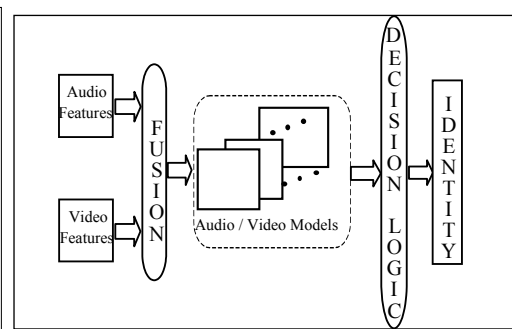 Audio
Features
Video
Features
FUSION
Audio / Video Models
DECISION LOGIC
IDENTITY